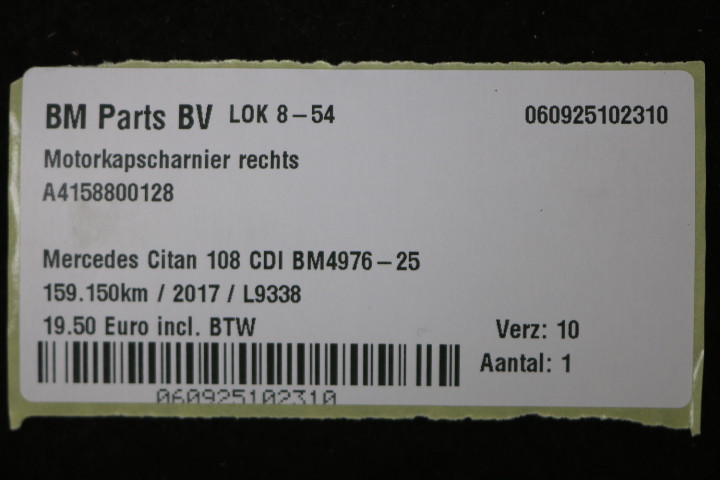 BM Parts BV LOK 8-54 060925102310
Motorkapscharnier rechts
A4158800128
Mercedes Citan 108 CDI BM4976-25
159.150km / 2017 / L9338
19.50 Euro incl. BTW Verz: 10
Aantal: 1
060925102310